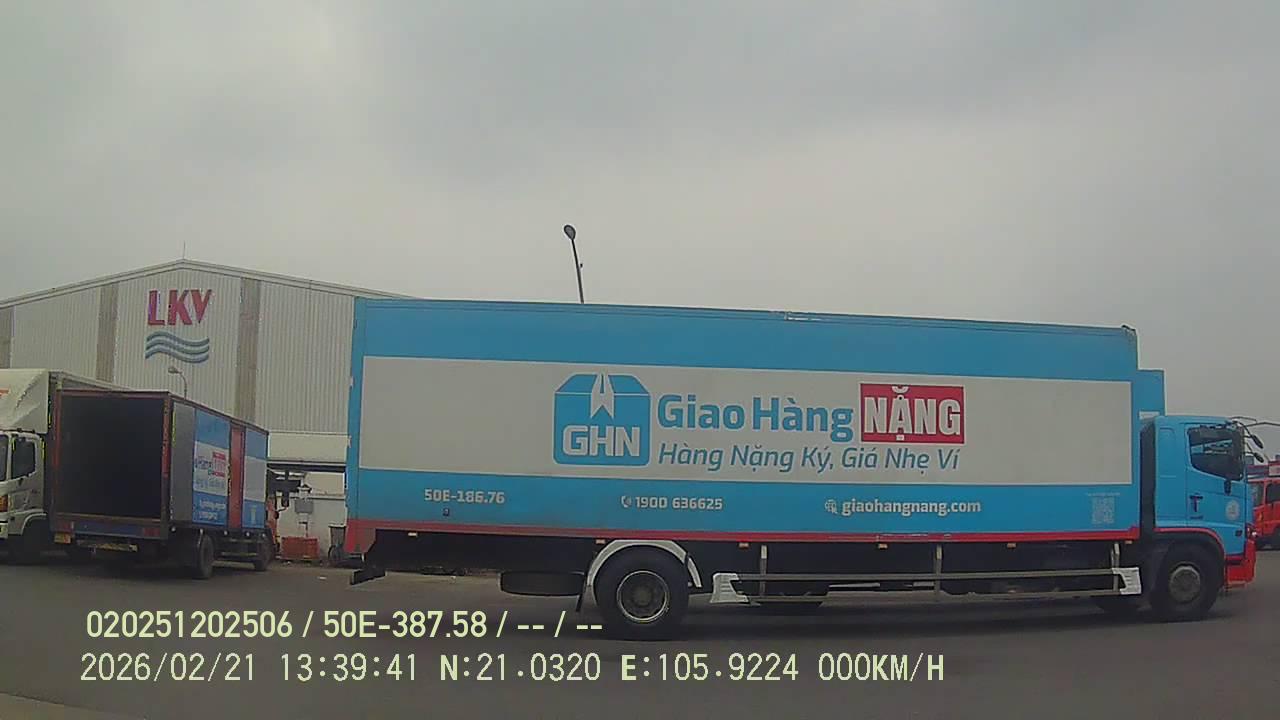 LKV
Giao Hàng NẶNG
GHN
Hàng Nặng Ký, Giá Nhẹ Ví
50E-186.76
1900 636625
giaohangnang.com
020251202506 / 50E-387.58 / -- / --
2026/02/21 13:39:41 N:21.0320 E:105.9224 000KM/H